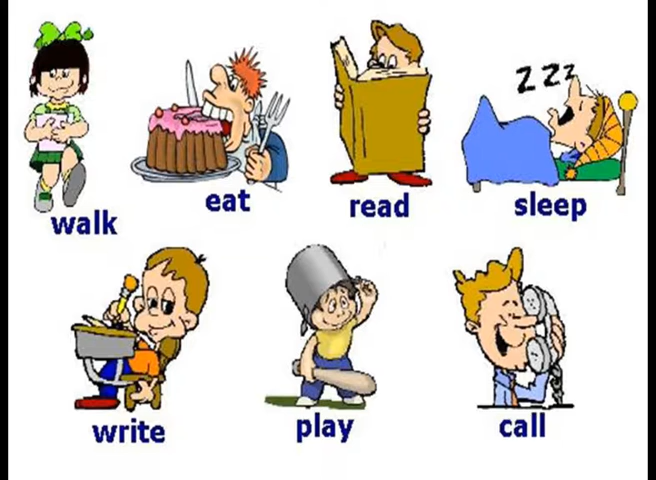 Z Z Z
walk
eat
read
sleep
write
play
call